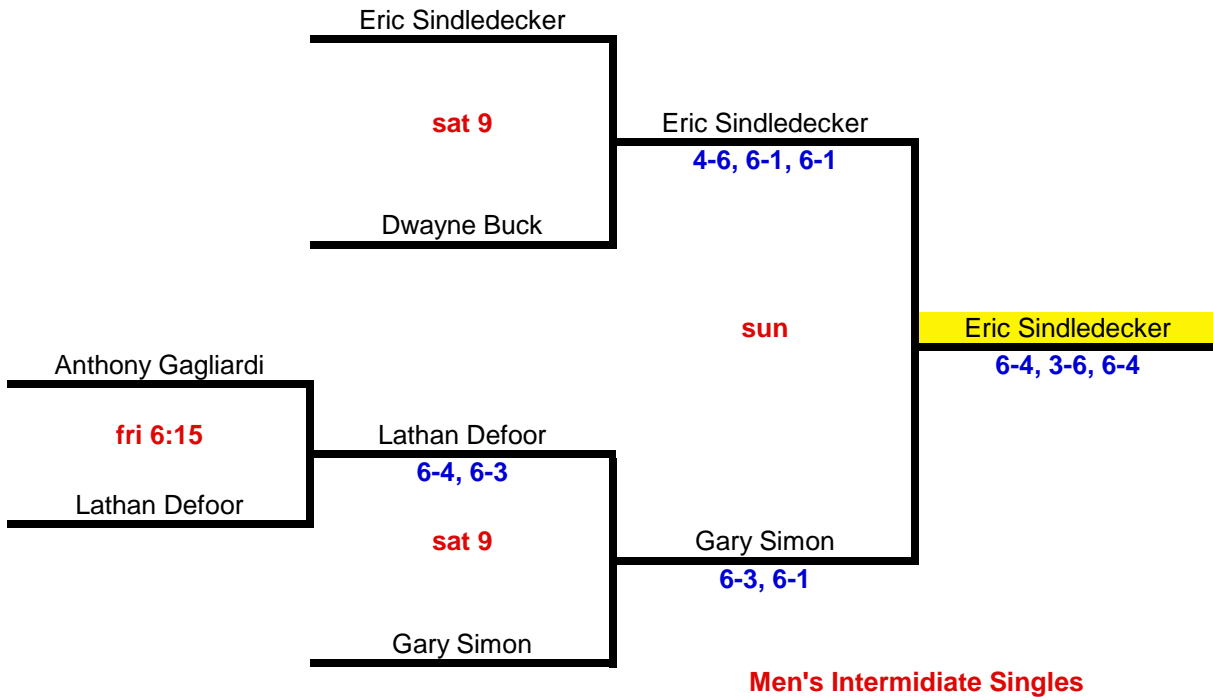 Eric Sindledecker
sat 9
Eric Sindledecker
4-6, 6-1, 6-1
Dwayne Buck
sun
Eric Sindledecker
6-4, 3-6, 6-4
Anthony Gagliardi
fri 6:15
Lathan Defoor
6-4, 6-3
Lathan Defoor
sat 9
Gary Simon
6-3, 6-1
Gary Simon
Men's Intermidiate Singles